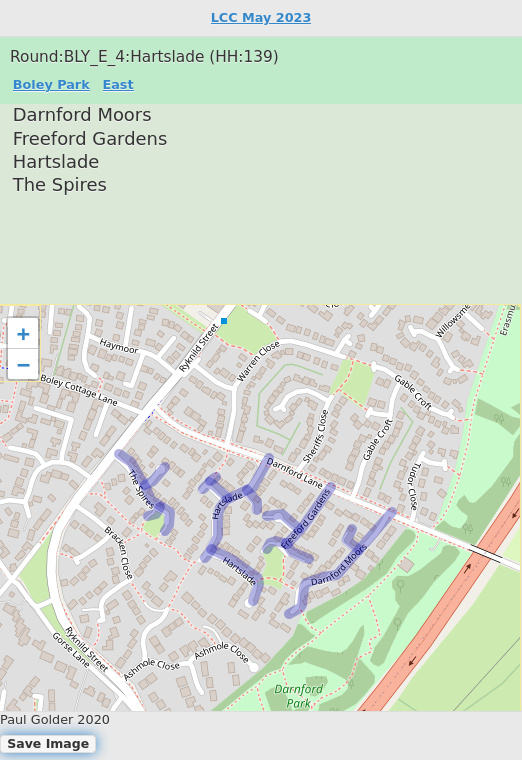 LCC May 2023
Round:BLY_E_4:Hartslade (HH:139)
Boley Park East
Darnford Moors
Freeford Gardens
Hartslade
The Spires
+
−
Haymoor
Ryknild Street
Warren Close
Willowsme
Erasmu
Boley Cottage Lane
Gable Croft
Sheriffs Close
Gable Croft
Darnford Lane
Tudor Close
The Spires
Hartslade
Freeford Gardens
Bracken Close
Hartslade
Darnford Moors
Ryknild Street
Gorse Lane
Ashmole Close
Ashmole Close
Darnford
Park
Paul Golder 2020
Save Image